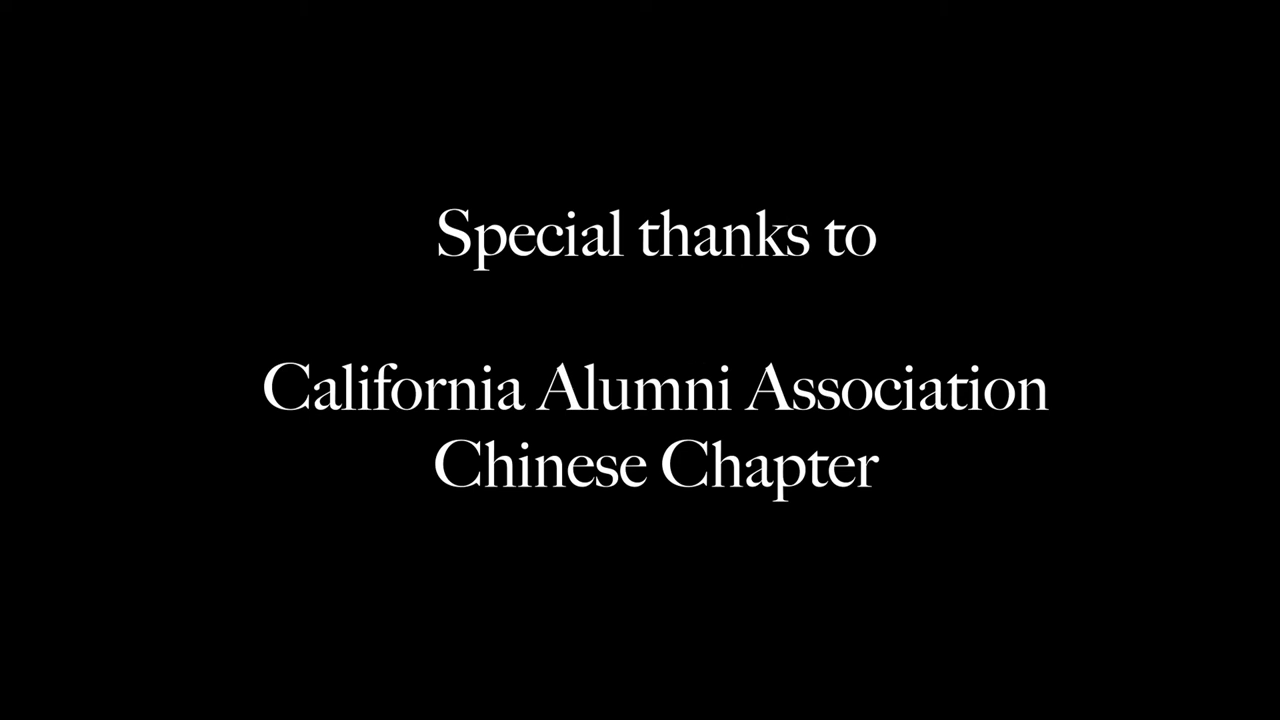 Special thanks to
California Alumni Association
Chinese Chapter